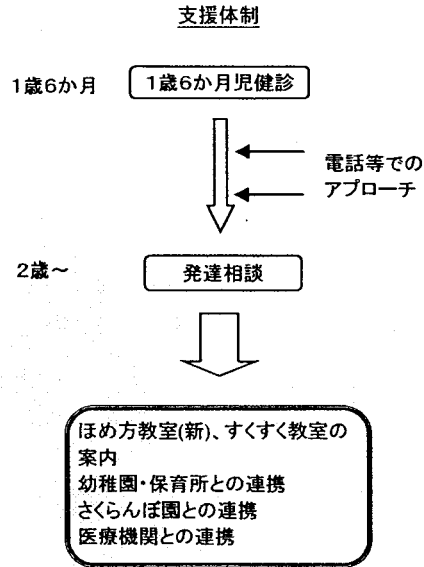 支援体制
1歳6か月
1歳6か月児健診
電話等での
アプローチ
2歳～
発達相談
ほめ方教室(新)、すくすく教室の
案内
幼稚園・保育所との連携
さくらんぼ園との連携
医療機関との連携